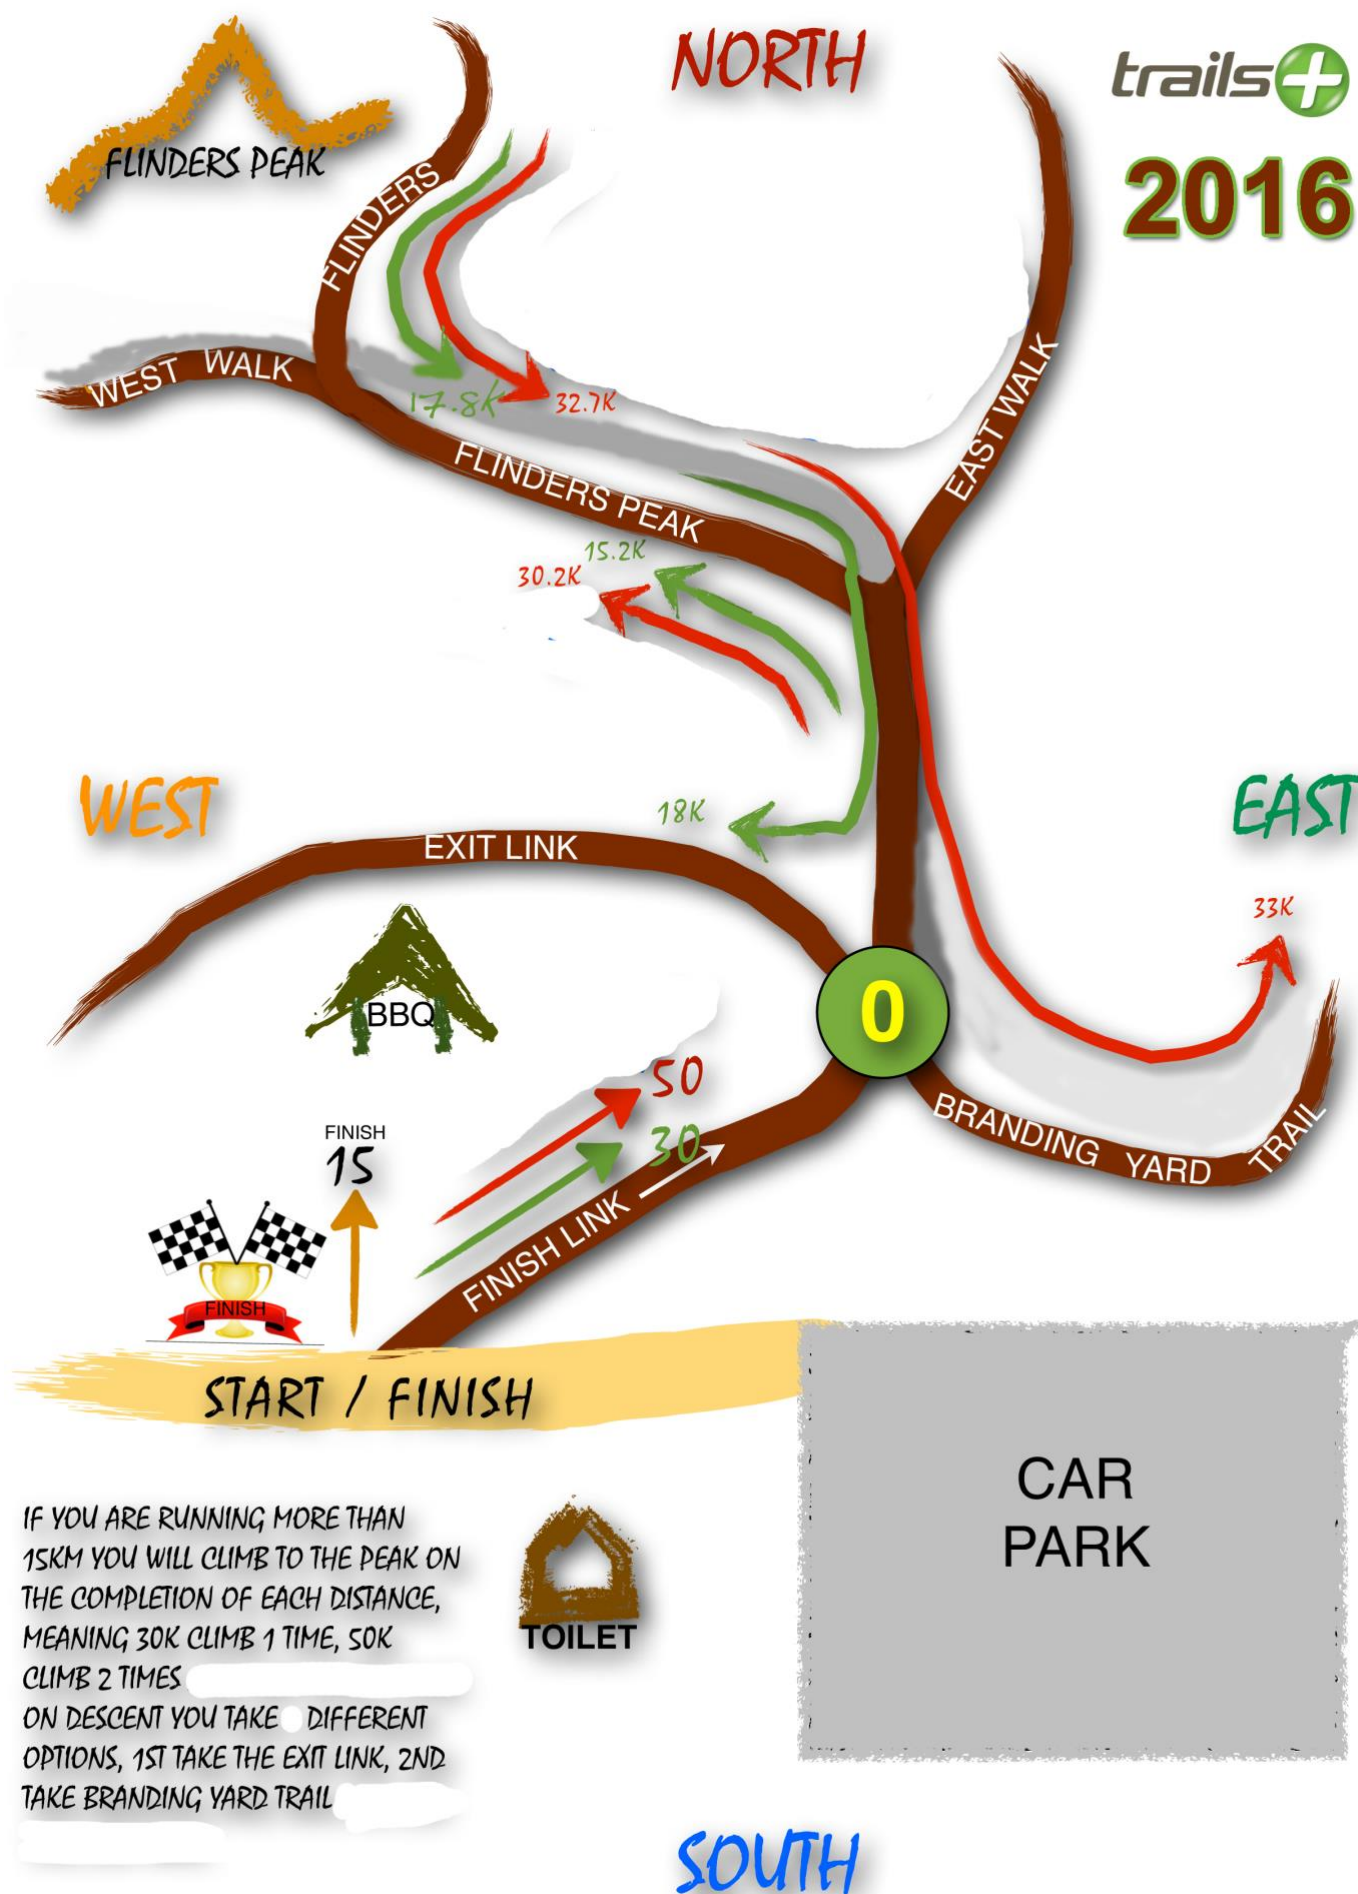 NORTH
trails+
2016
FLINDERS PEAK
FLINDERS
WEST WALK
17.8K
32.7K
EAST WALK
FLINDERS PEAK
15.2K
30.2K
WEST
EAST
18K
EXIT LINK
33K
BBQ
0
50
30
BRANDING YARD TRAIL
FINISH
15
FINISH LINK
FINISH
START / FINISH
CAR
PARK
IF YOU ARE RUNNING MORE THAN
15KM YOU WILL CLIMB TO THE PEAK ON
THE COMPLETION OF EACH DISTANCE,
MEANING 30K CLIMB 1 TIME, 50K
CLIMB 2 TIMES
ON DESCENT YOU TAKE DIFFERENT
OPTIONS, 1ST TAKE THE EXIT LINK, 2ND
TAKE BRANDING YARD TRAIL
TOILET
SOUTH